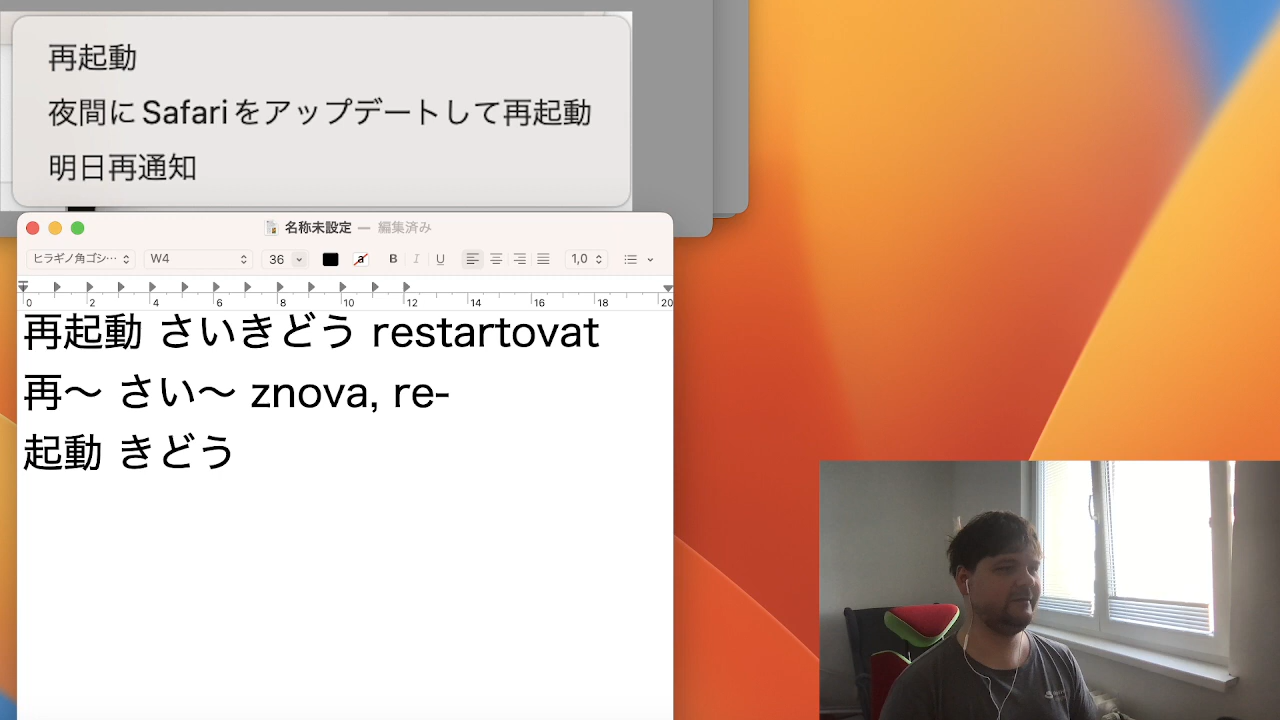 再起動
夜間にSafariをアップデートして再起動
明日再通知
名称未設定 — 編集済み
ヒラギノ角ゴシ… W4 36 a B I U 1,0
0 2 4 6 8 10 12 14 16 18 20
再起動 さいきどう restartovat
再〜 さい〜 znova, re-
起動 きどう